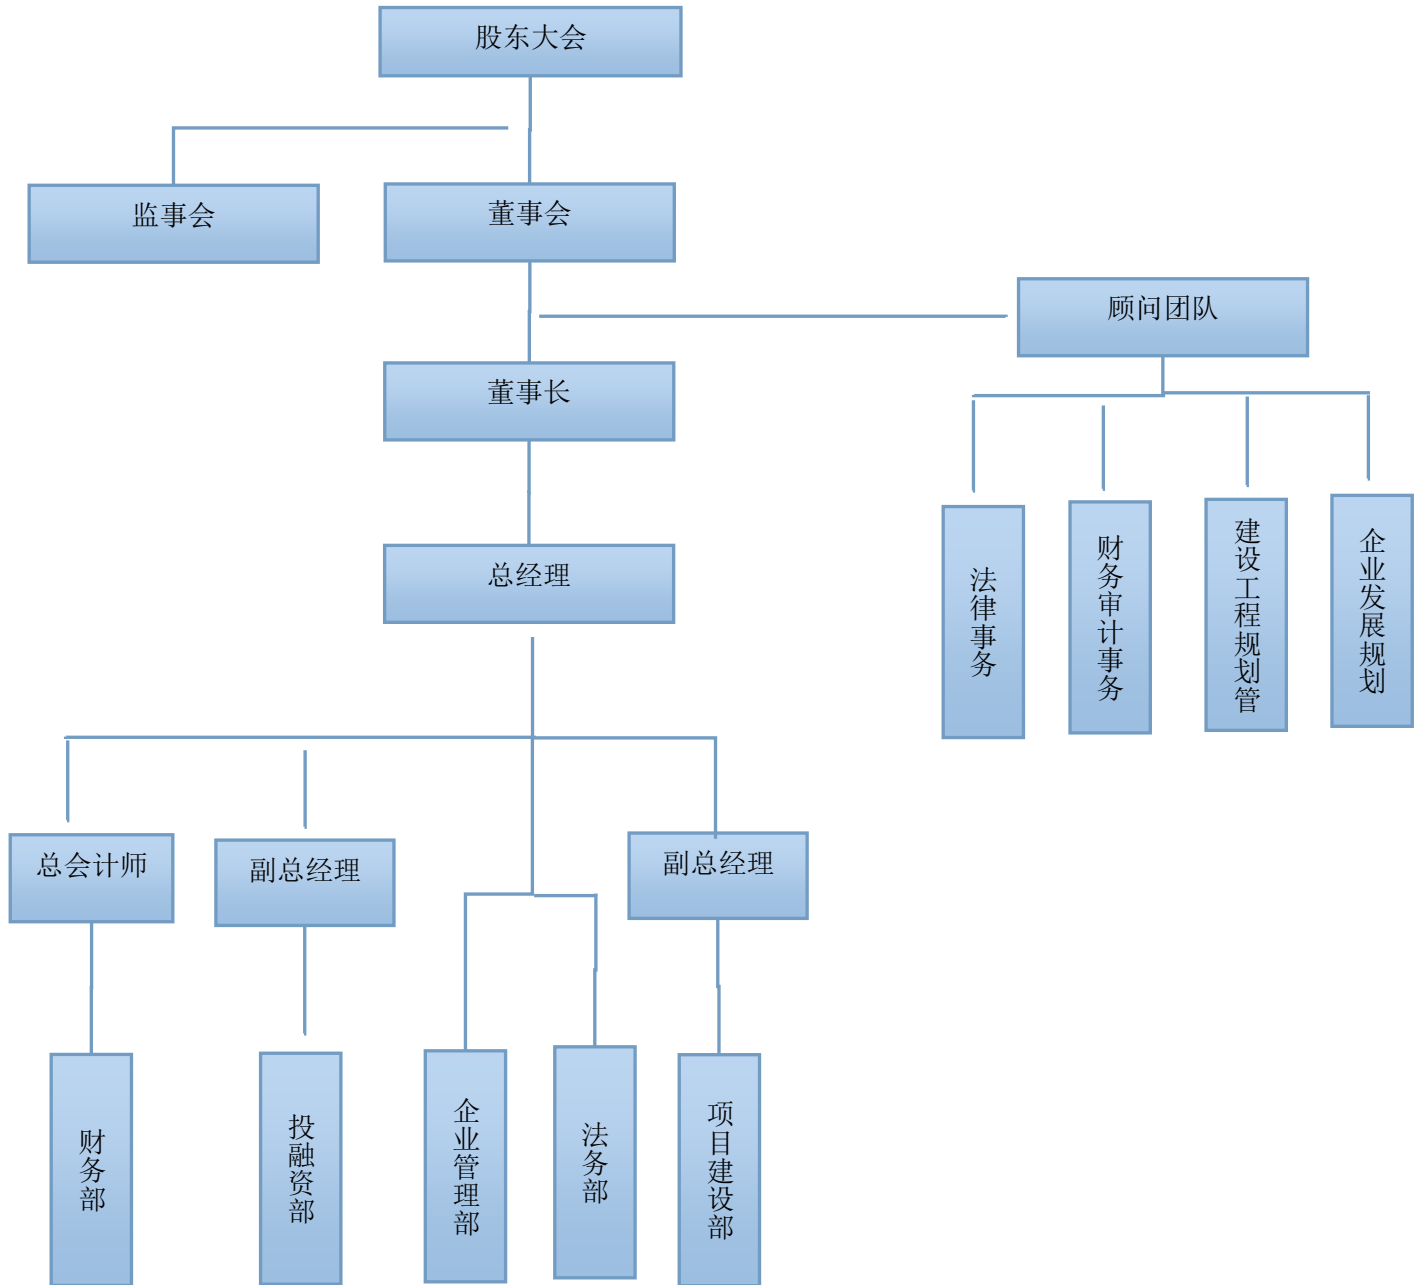 股东大会
监事会
董事会
顾问团队
董事长
总经理
法律事务
财务审计事务
建设工程规划管
企业发展规划
总会计师
副总经理
副总经理
财务部
投融资部
企业管理部
法务部
项目建设部